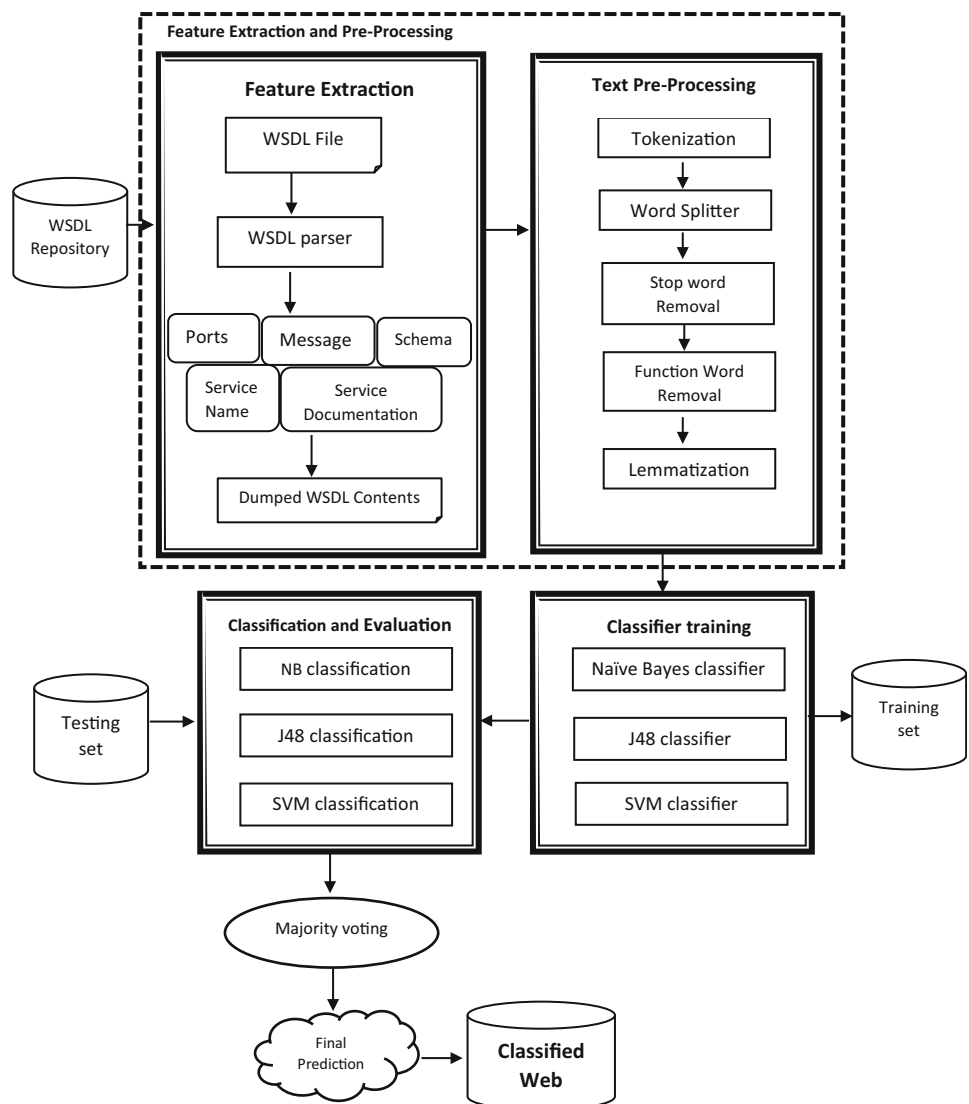 Feature Extraction and Pre-Processing
Feature Extraction
WSDL File
WSDL parser
Ports
Message
Schema
Service
Name
Service
Documentation
Dumped WSDL Contents
WSDL
Repository
Text Pre-Processing
Tokenization
Word Splitter
Stop word
Removal
Function Word
Removal
Lemmatization
Classification and Evaluation
NB classification
J48 classification
SVM classification
Testing
set
Classifier training
Naïve Bayes classifier
J48 classifier
SVM classifier
Training
set
Majority voting
Final
Prediction
Classified
Web